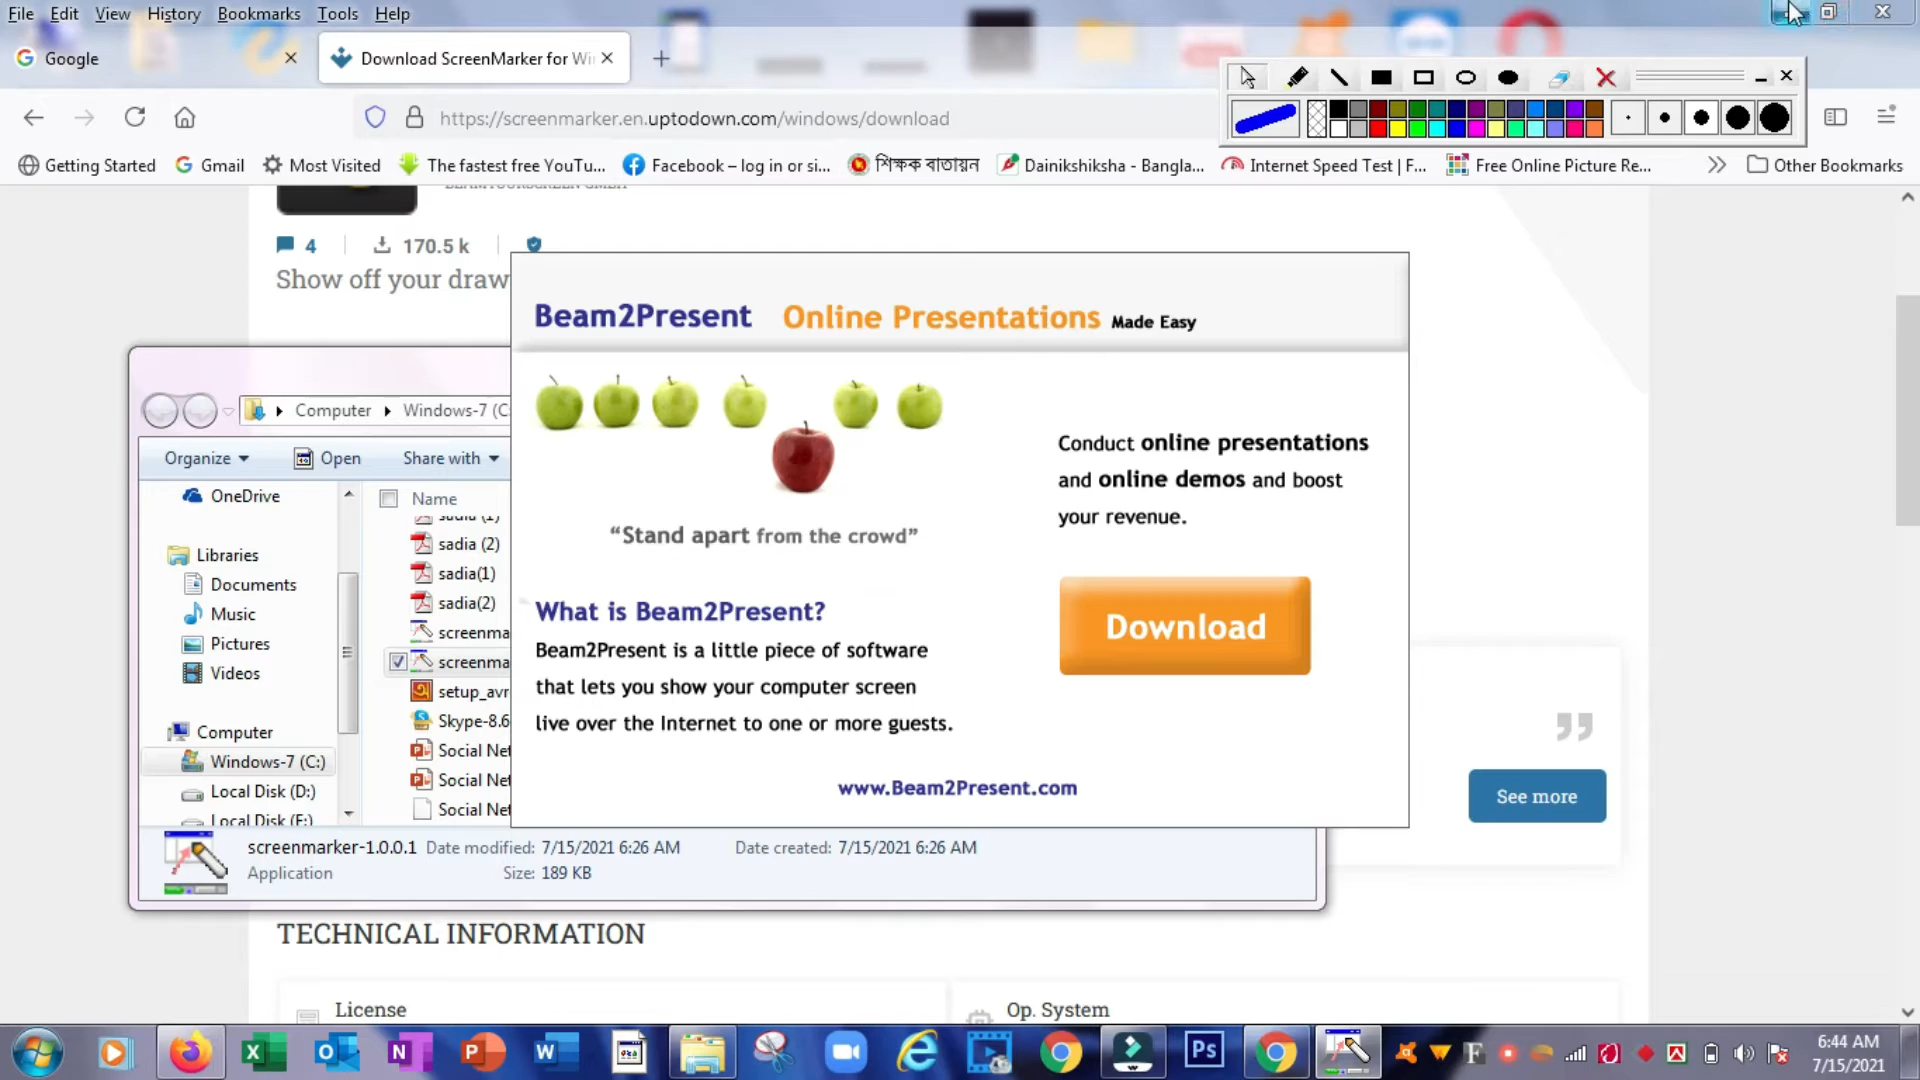 File Edit View History Bookmarks Tools Help
Google
Download ScreenMarker for Wi
https://screenmarker.en.uptodown.com/windows/download
Getting Started
Gmail
Most Visited
The fastest free YouTu...
Facebook – log in or si...
শিক্ষক বাতায়ন
Dainikshiksha - Bangla...
Internet Speed Test | F...
Free Online Picture Re...
Other Bookmarks
4
170.5 k
Show off your draw
Beam2Present Online Presentations Made Easy
Conduct online presentations
and online demos and boost
your revenue.
“Stand apart from the crowd”
Download
What is Beam2Present?
Beam2Present is a little piece of software
that lets you show your computer screen
live over the Internet to one or more guests.
www.Beam2Present.com
Computer
Windows-7 (C:
Organize
Open
Share with
OneDrive
Libraries
Documents
Music
Pictures
Videos
Computer
Windows-7 (C:)
Local Disk (D:)
Local Disk (E:)
Name
sadia (1)
sadia (2)
sadia(1)
sadia(2)
screenma
screenma
setup_avr
Skype-8.6
Social Net
Social Net
Social Net
screenmarker-1.0.0.1 Date modified: 7/15/2021 6:26 AM Date created: 7/15/2021 6:26 AM
Application Size: 189 KB
See more
TECHNICAL INFORMATION
License
Op. System
Ps
6:44 AM
7/15/2021